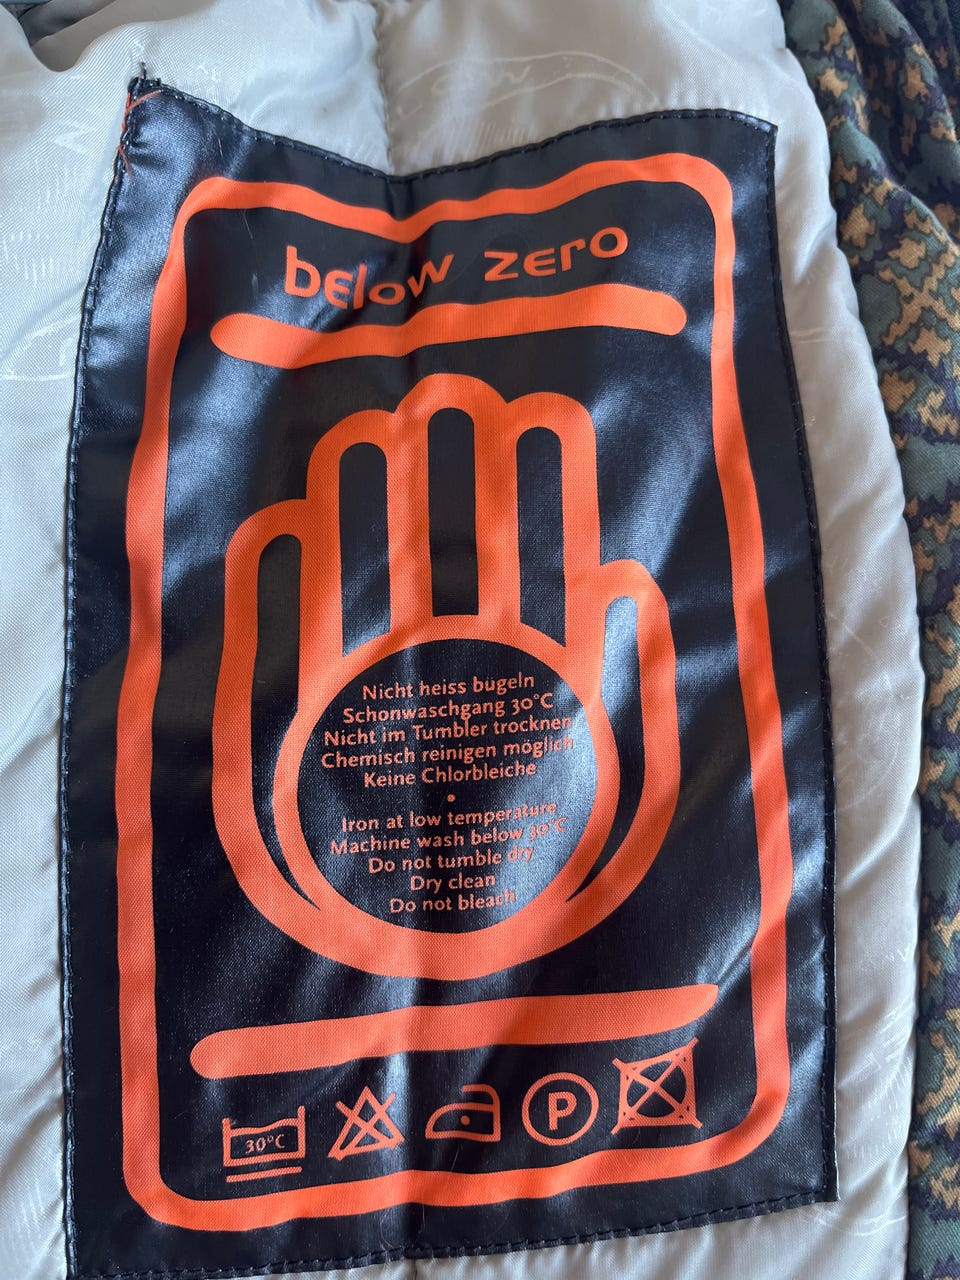 below zero
Nicht heiss bügeln
Schonwaschgang 30°C
Nicht im Tumbler trocknen
Chemisch reinigen möglich
Keine Chlorbleiche
•
Iron at low temperature
Machine wash below 30°C
Do not tumble dry
Dry clean
Do not bleach
30°C
P